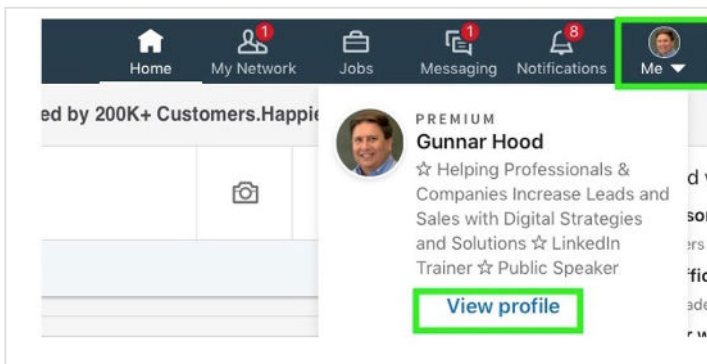 1
1
8
Home
My Network
Jobs
Messaging
Notifications
Me
ed by 200K+ Customers.Happie
PREMIUM
Gunnar Hood
☆ Helping Professionals &
Companies Increase Leads and
Sales with Digital Strategies
and Solutions ☆ LinkedIn
Trainer ☆ Public Speaker
View profile